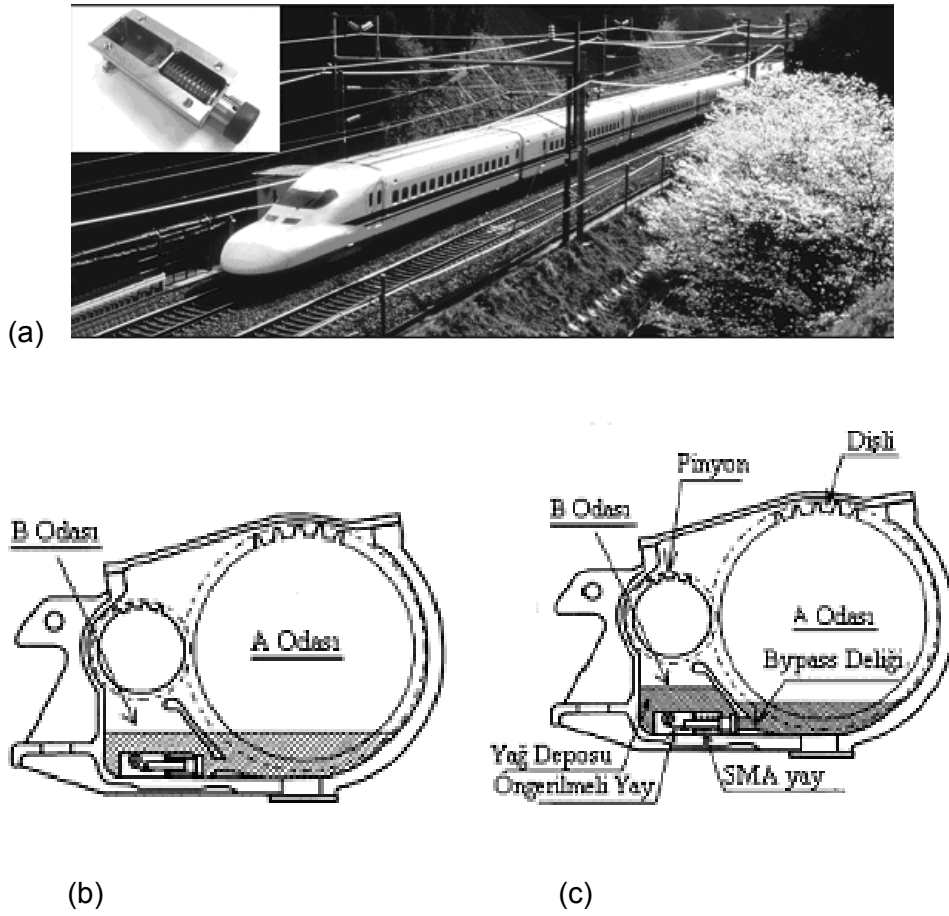 (a)
B Odası
A Odası
(b)
Dişli
Pinyon
B Odası
A Odası
Bypass Deliği
Yağ Deposu
Öngerilmeli Yay
SMA yay
(c)